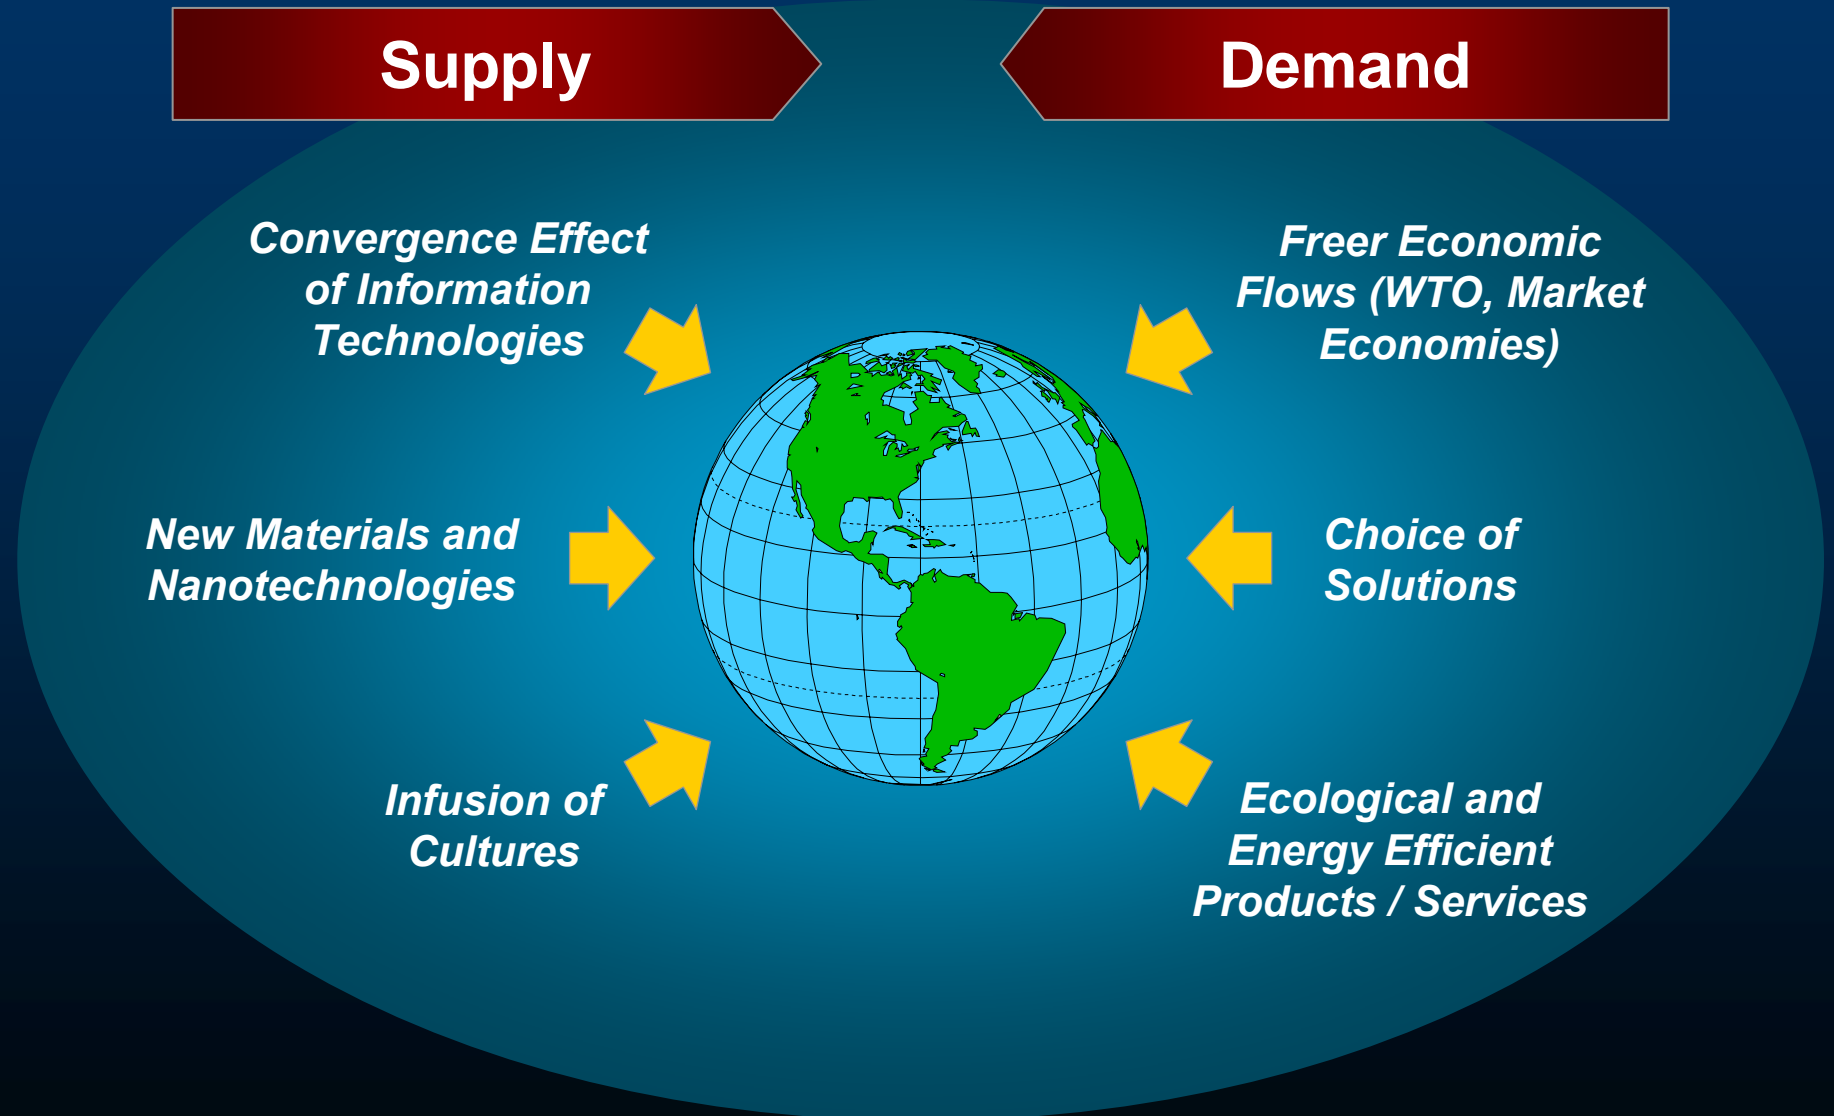 Supply
Demand
Convergence Effect
of Information
Technologies
Freer Economic
Flows (WTO, Market
Economies)
New Materials and
Nanotechnologies
Choice of
Solutions
Infusion of
Cultures
Ecological and
Energy Efficient
Products / Services